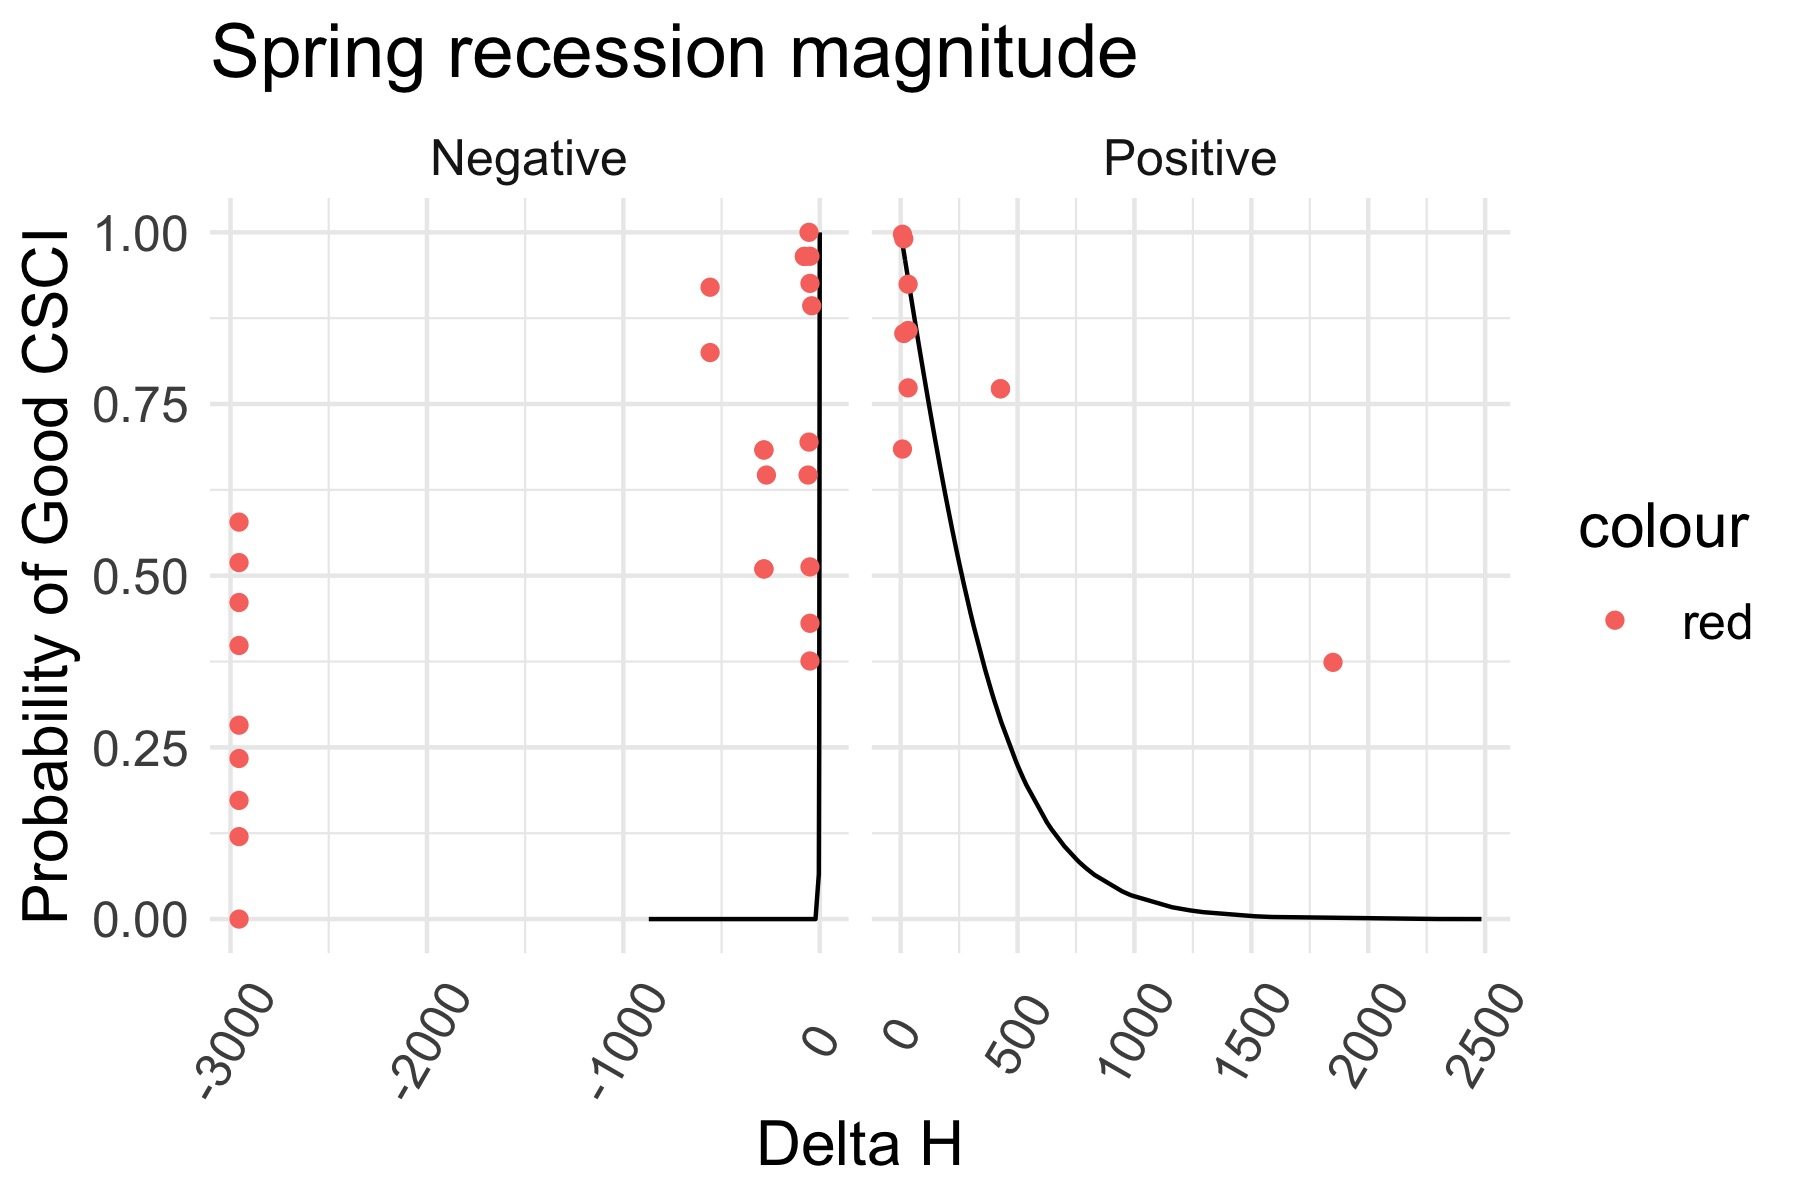 Spring recession magnitude
Negative
Positive
Probability of Good CSCI
1.00
0.75
0.50
0.25
0.00
-3000
-2000
-1000
0
0
500
1000
1500
2000
2500
Delta H
colour
red